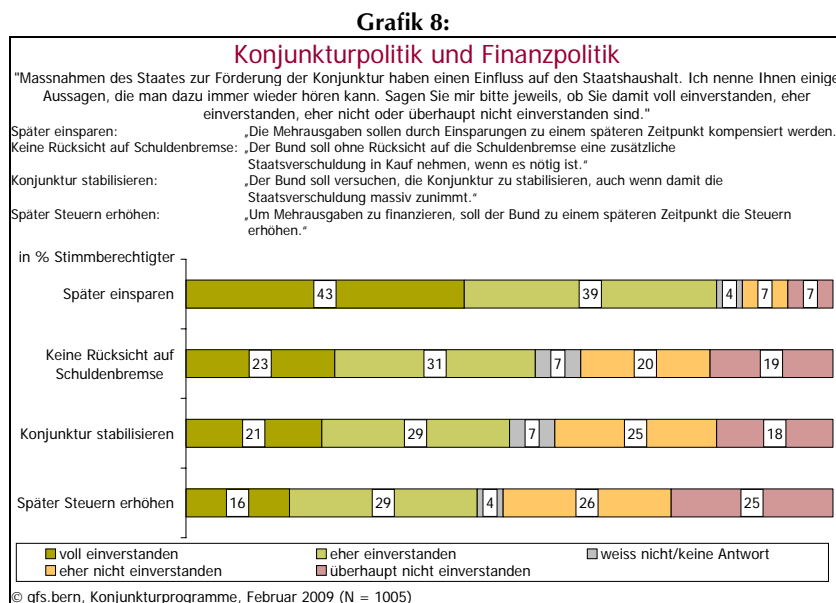 Grafik 8:
Konjunkturpolitik und Finanzpolitik
"Massnahmen des Staates zur Förderung der Konjunktur haben einen Einfluss auf den Staatshaushalt. Ich nenne Ihnen einige
Aussagen, die man dazu immer wieder hören kann. Sagen Sie mir bitte jeweils, ob Sie damit voll einverstanden, eher
einverstanden, eher nicht oder überhaupt nicht einverstanden sind."
Später einsparen: „Die Mehrausgaben sollen durch Einsparungen zu einem späteren Zeitpunkt kompensiert werden.
Keine Rücksicht auf Schuldenbremse: „Der Bund soll ohne Rücksicht auf die Schuldenbremse eine zusätzliche
Staatsverschuldung in Kauf nehmen, wenn es nötig ist.“
Konjunktur stabilisieren: „Der Bund soll versuchen, die Konjunktur zu stabilisieren, auch wenn damit die
Staatsverschuldung massiv zunimmt.“
Später Steuern erhöhen: „Um Mehrausgaben zu finanzieren, soll der Bund zu einem späteren Zeitpunkt die Steuern
erhöhen.“
in % Stimmberechtigter
Später einsparen 43 39 4 7 7
Keine Rücksicht auf
Schuldenbremse 23 31 7 20 19
Konjunktur stabilisieren 21 29 7 25 18
Später Steuern erhöhen 16 29 4 26 25
voll einverstanden eher einverstanden weiss nicht/keine Antwort
eher nicht einverstanden überhaupt nicht einverstanden
© gfs.bern, Konjunkturprogramme, Februar 2009 (N = 1005)